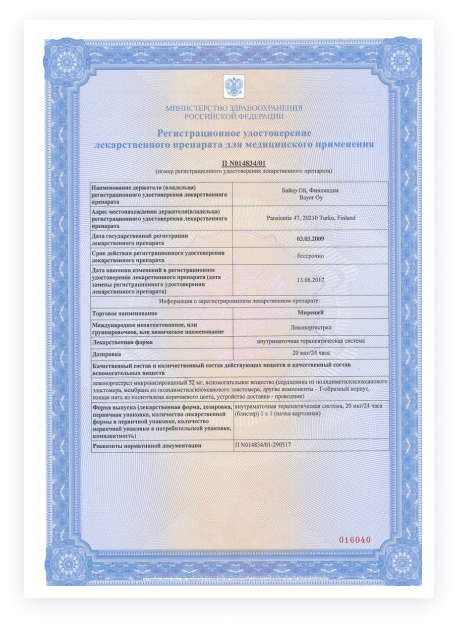 МИНИСТЕРСТВО ЗДРАВООХРАНЕНИЯ
РОССИЙСКОЙ ФЕДЕРАЦИИ
Регистрационное удостоверение
лекарственного препарата для медицинского применения
П N014834/01
(номер регистрационного удостоверения лекарственного препарата)
Наименование держателя (владельца)
регистрационного удостоверения лекарственного
препарата
Байер Ой, Финляндия
Bayer Oy
Адрес местонахождения держателя(владельца)
регистрационного удостоверения лекарственного
препарата
Pansiontie 47, 20210 Turku, Finland
Дата государственной регистрации
лекарственного препарата
03.03.2009
Срок действия регистрационного удостоверения
лекарственного препарата
бессрочно
Дата внесения изменений в регистрационное
удостоверение лекарственного препарата (дата
замены регистрационного удостоверения
лекарственного препарата)
13.06.2017
Информация о зарегистрированном лекарственном препарате:
Торговое наименование
Мирена®
Международное непатентованное, или
группировочное, или химическое наименование
Левоноргестрел
Лекарственная форма
внутриматочная терапевтическая система
Дозировка
20 мкг/24 часа
Качественный состав и количественный состав действующих веществ и качественный состав
вспомогательных веществ
левоноргестрел микронизированный 52 мг, вспомогательное вещество (сердцевина из полидиметилсилоксанового
эластомера, мембрана из полидиметилсилоксанового эластомера, другие компоненты - Т-образный корпус,
тонкая нить из полиэтилена коричневого цвета, устройство доставки - проводник)
Форма выпуска (лекарственная форма, дозировка,
первичная упаковка, количество лекарственной
формы в первичной упаковке, количество
первичной упаковки в потребительской упаковке,
комплектность)
внутриматочная терапевтическая система, 20 мкг/24 часа
(блистер) 1 x 1 (пачка картонная)
Реквизиты нормативной документации
П N014834/01-290517
016040